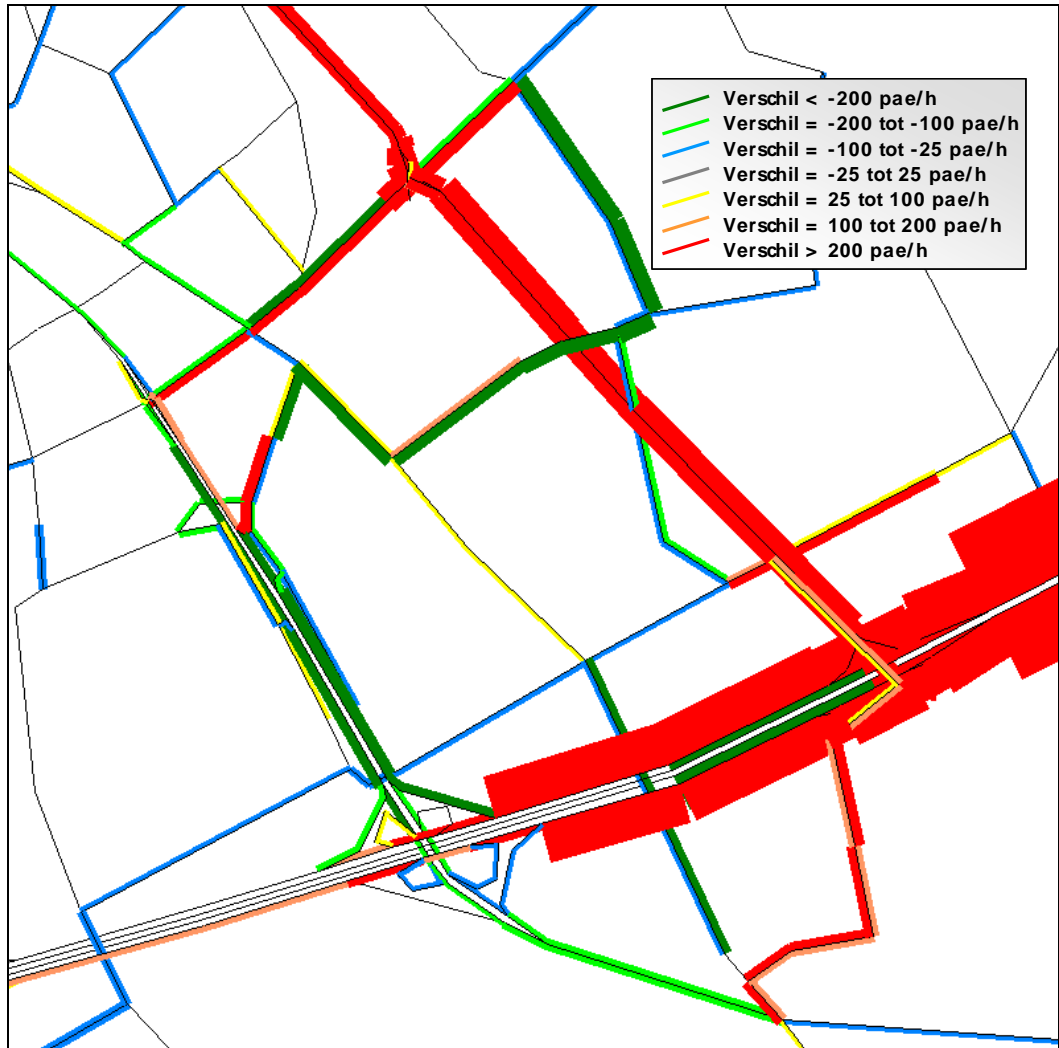 Verschil < -200 pae/h
Verschil = -200 tot -100 pae/h
Verschil = -100 tot -25 pae/h
Verschil = -25 tot 25 pae/h
Verschil = 25 tot 100 pae/h
Verschil = 100 tot 200 pae/h
Verschil > 200 pae/h